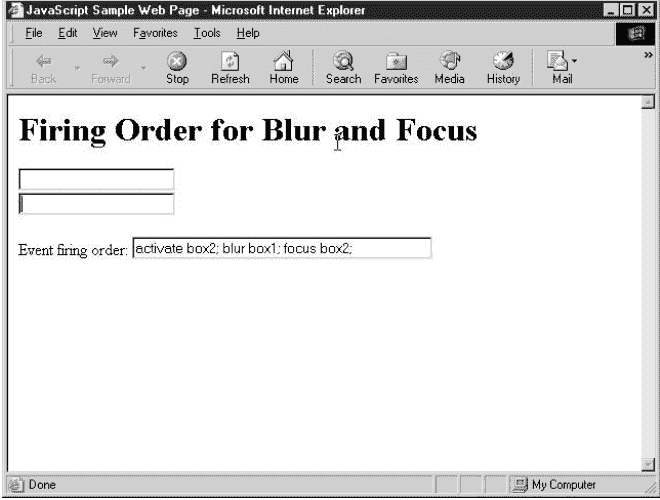 JavaScript Sample Web Page - Microsoft Internet Explorer
File Edit View Favorites Tools Help
Back Forward Stop Refresh Home Search Favorites Media History Mail »
Firing Order for Blur and Focus
Event firing order: activate box2; blur box1; focus box2;
Done My Computer